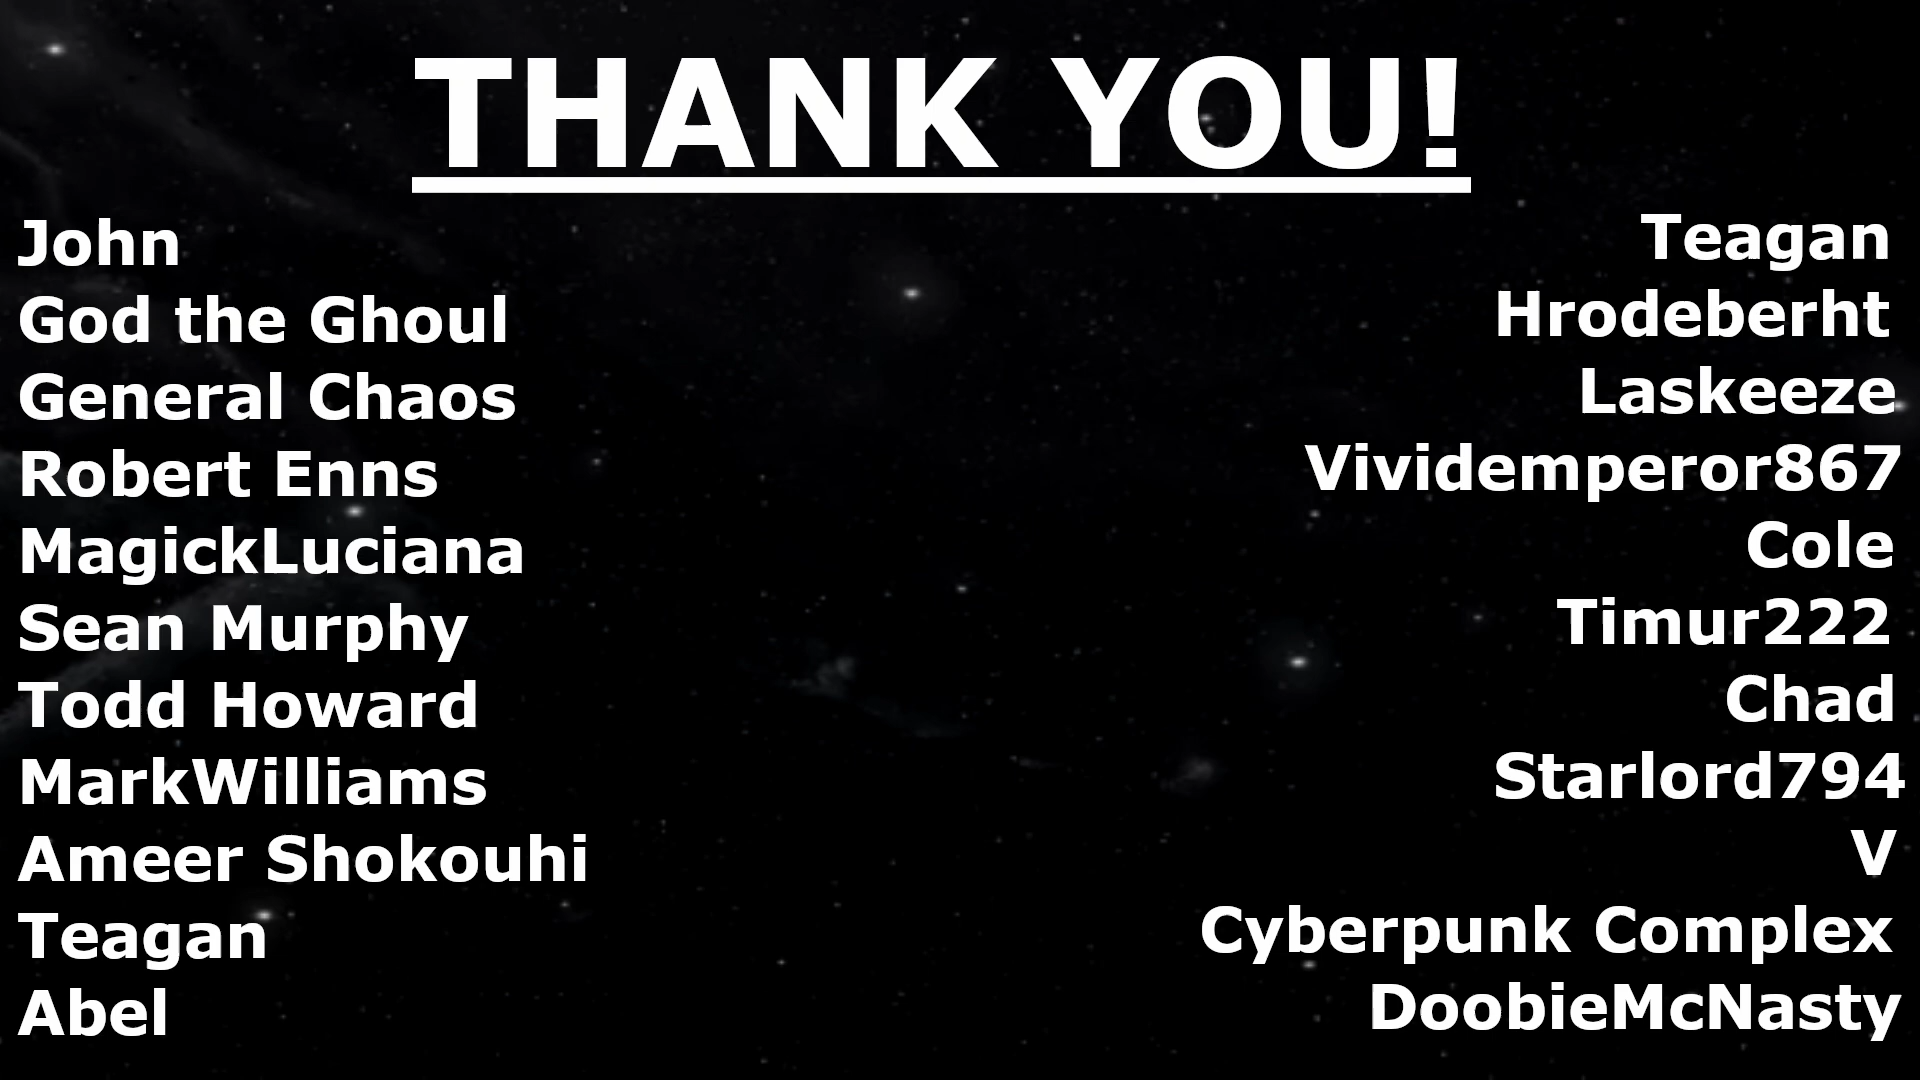 THANK YOU!
John
God the Ghoul
General Chaos
Robert Enns
MagickLuciana
Sean Murphy
Todd Howard
MarkWilliams
Ameer Shokouhi
Teagan
Abel
Teagan
Hrodeberht
Laskeeze
Vividemperor867
Cole
Timur222
Chad
Starlord794
V
Cyberpunk Complex
DoobieMcNasty